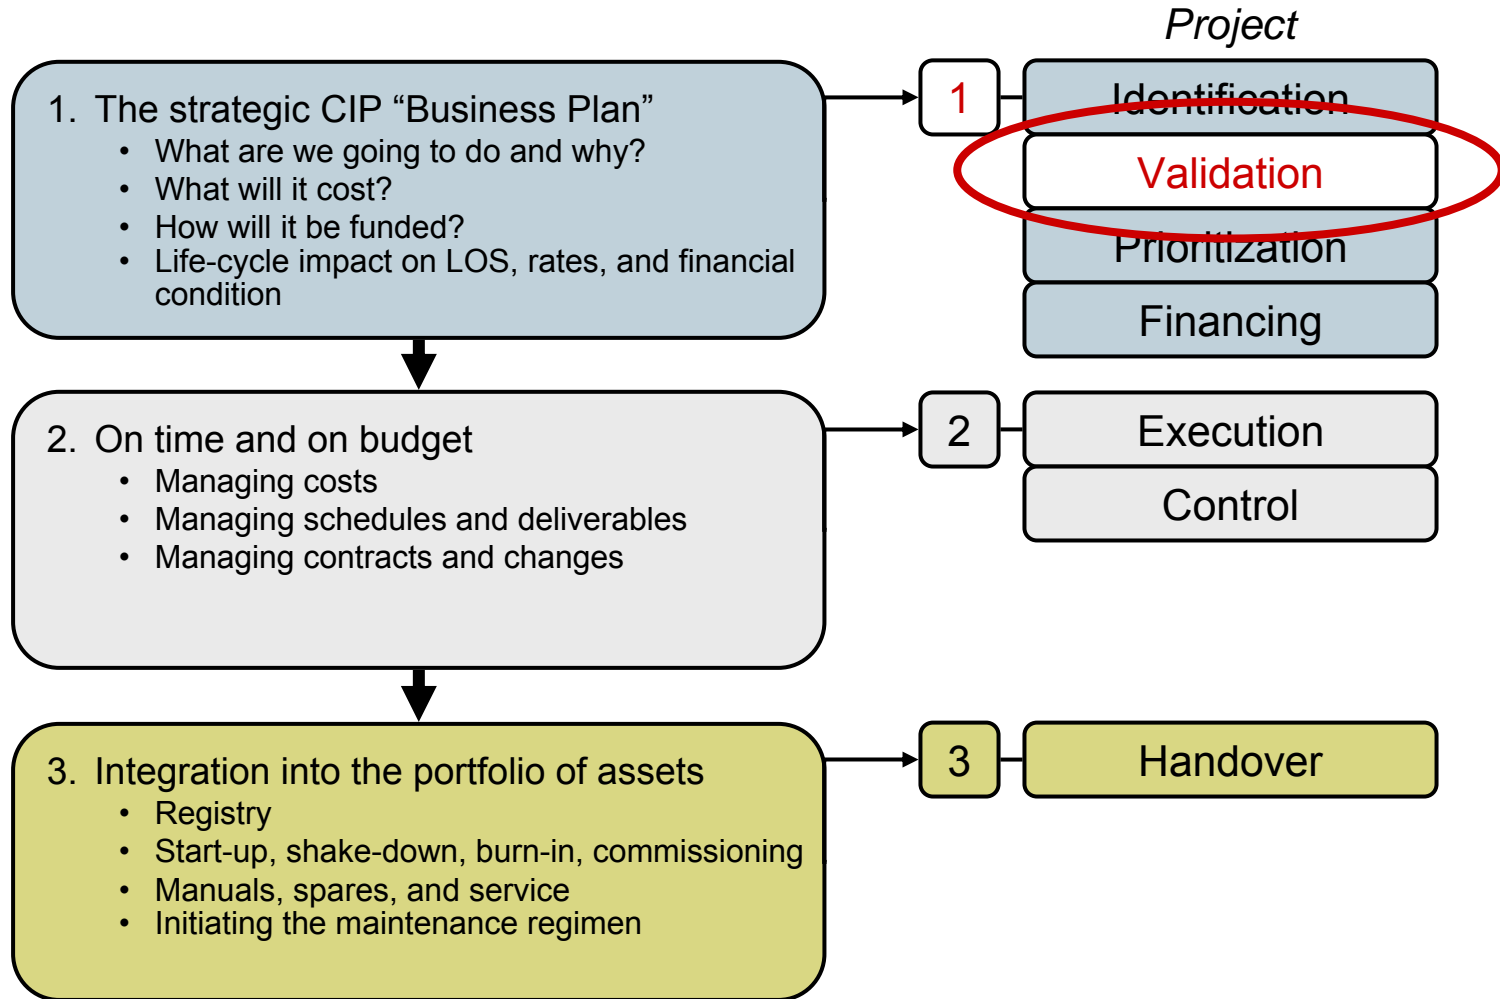 Project
1. The strategic CIP “Business Plan”
• What are we going to do and why?
• What will it cost?
• How will it be funded?
• Life-cycle impact on LOS, rates, and financial
condition
1
Identification
Validation
Prioritization
Financing
2. On time and on budget
• Managing costs
• Managing schedules and deliverables
• Managing contracts and changes
2
Execution
Control
3. Integration into the portfolio of assets
• Registry
• Start-up, shake-down, burn-in, commissioning
• Manuals, spares, and service
• Initiating the maintenance regimen
3
Handover